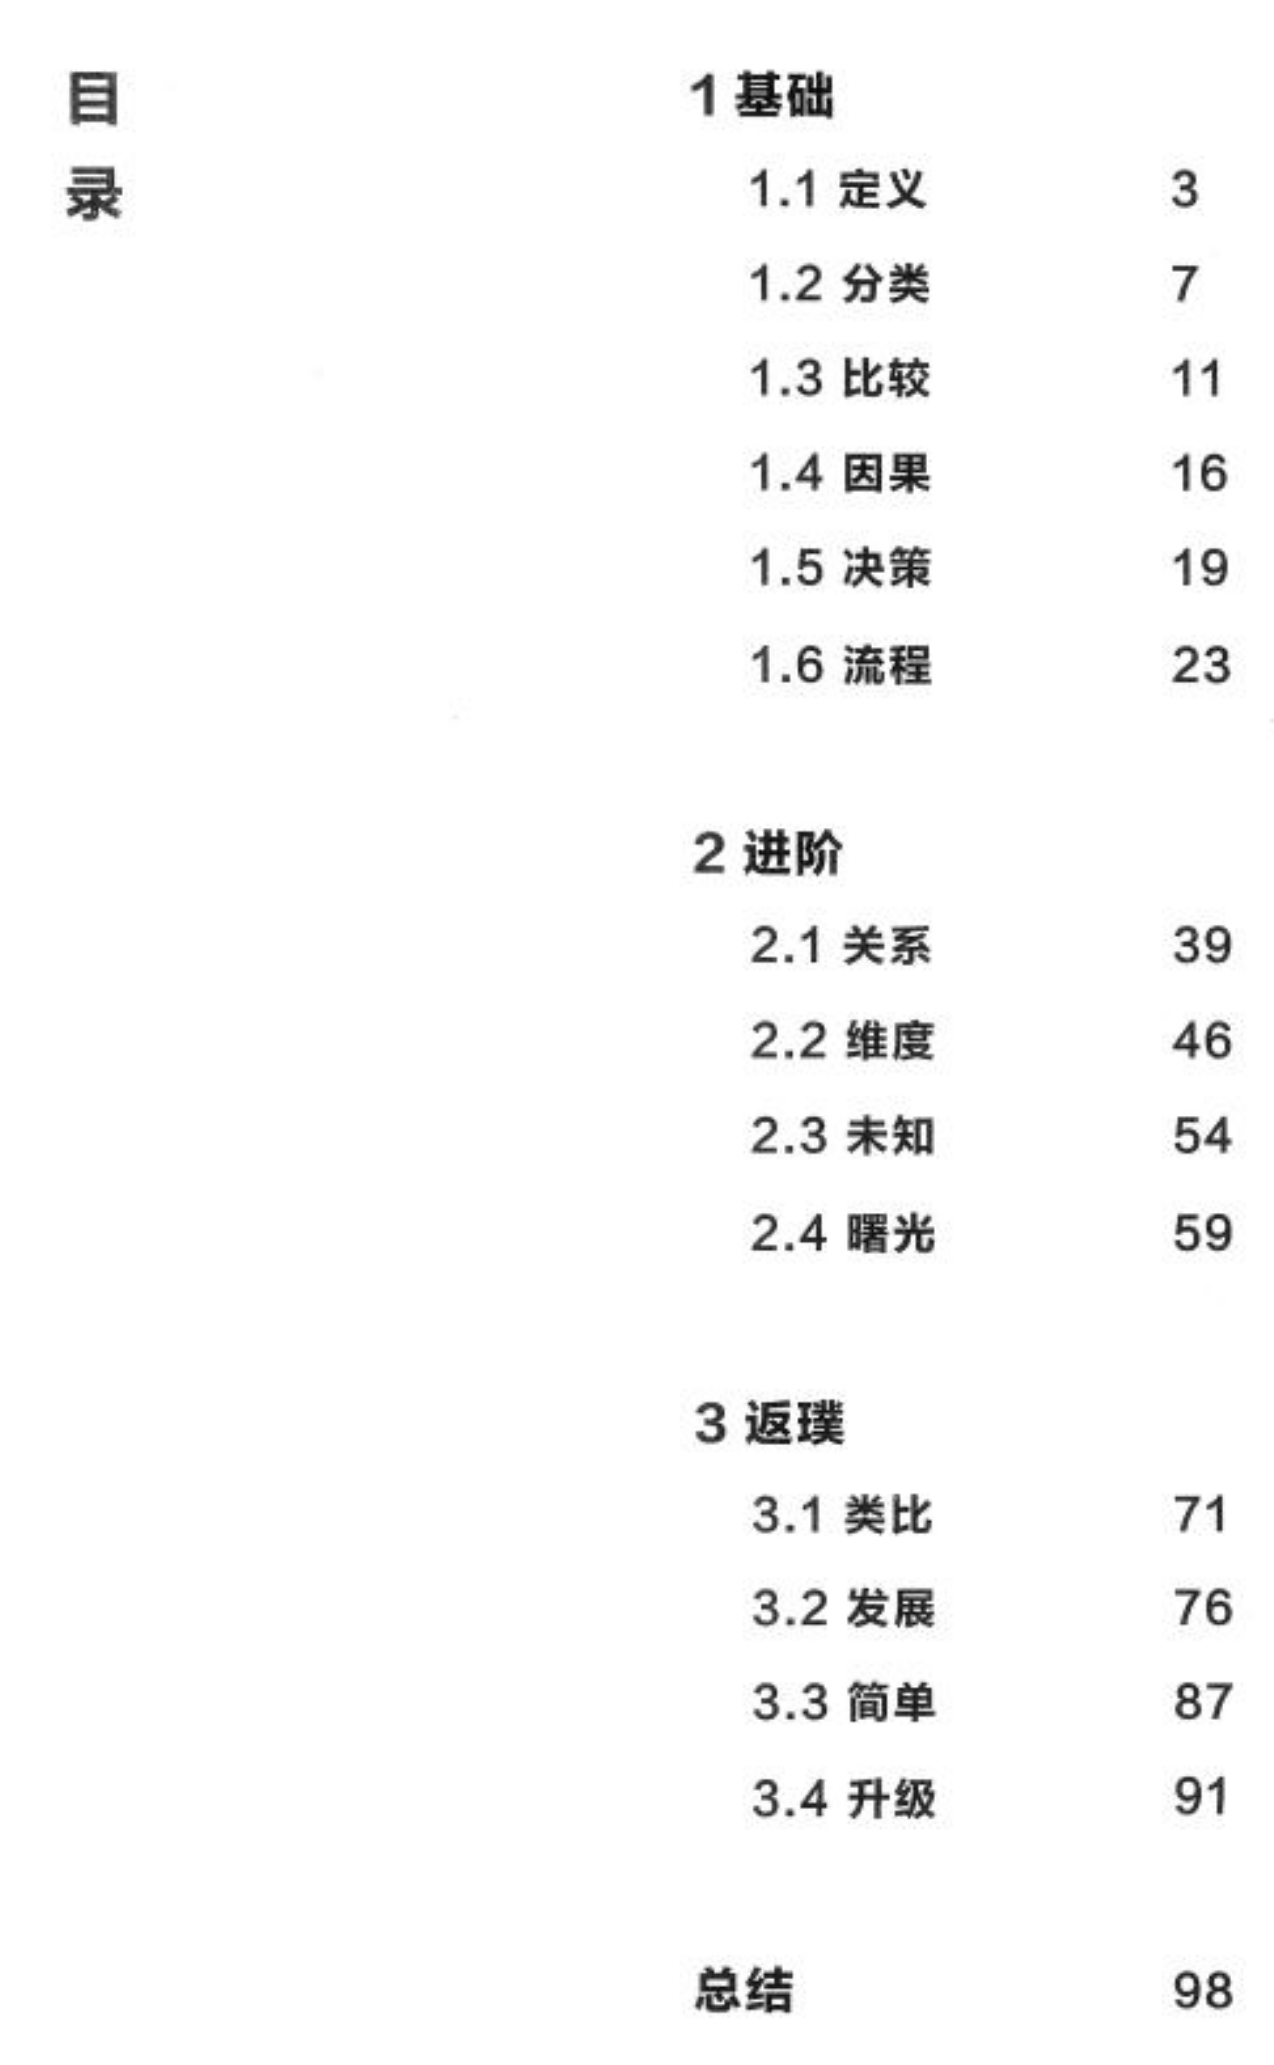 目
录
1 基础
1.1 定义 3
1.2 分类 7
1.3 比较 11
1.4 因果 16
1.5 决策 19
1.6 流程 23
2 进阶
2.1 关系 39
2.2 维度 46
2.3 未知 54
2.4 曙光 59
3 返璞
3.1 类比 71
3.2 发展 76
3.3 简单 87
3.4 升级 91
总结 98